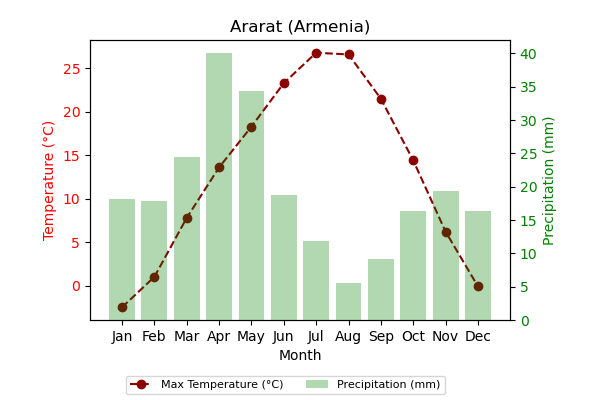 Ararat (Armenia)
Temperature (°C)
25
20
15
10
5
0
40
35
30
25
20
15
10
5
0
Precipitation (mm)
Jan Feb Mar Apr May Jun Jul Aug Sep Oct Nov Dec
Month
Max Temperature (°C) Precipitation (mm)